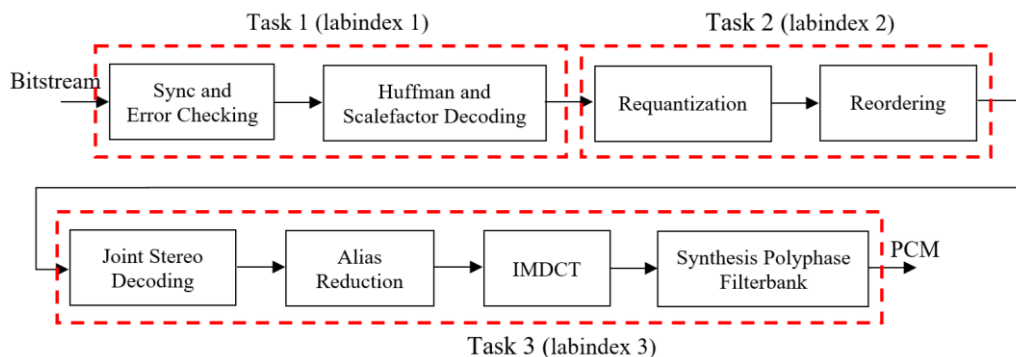 Task 1 (labindex 1)
Task 2 (labindex 2)
Bitstream
Sync and
Error Checking
Huffman and
Scalefactor Decoding
Requantization
Reordering
Joint Stereo
Decoding
Alias
Reduction
IMDCT
Synthesis Polyphase
Filterbank
PCM
Task 3 (labindex 3)